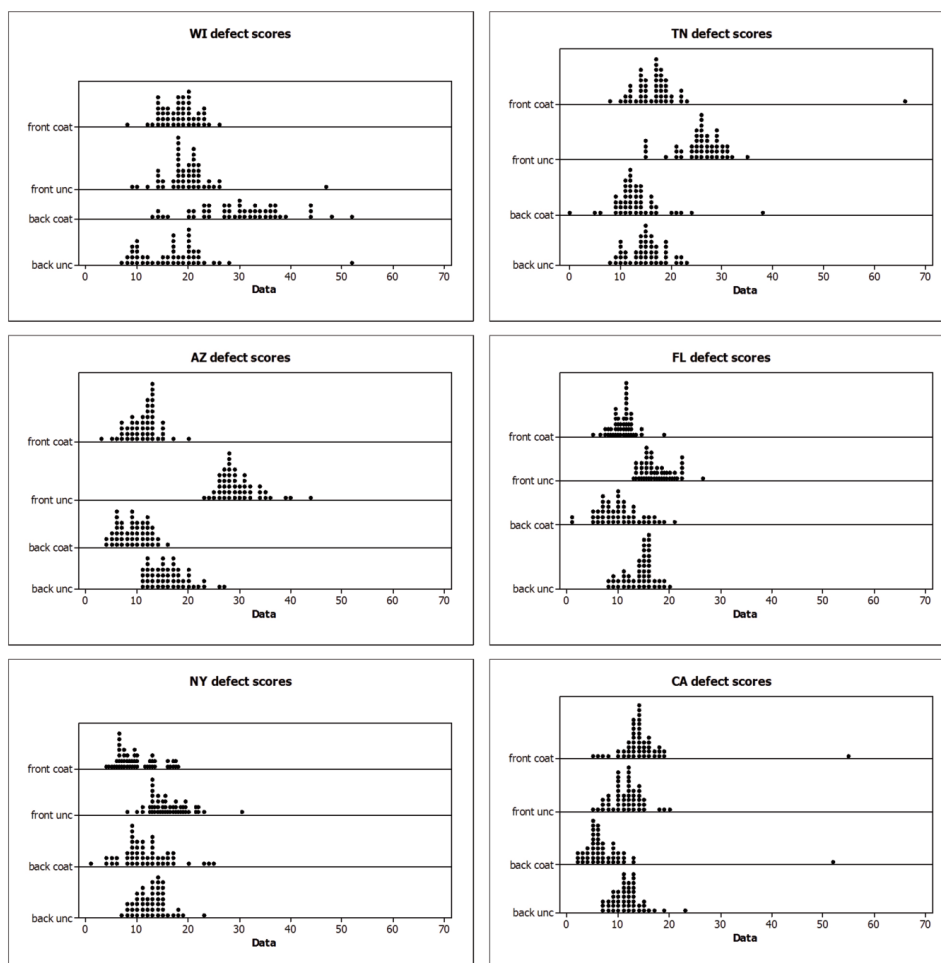 WI defect scores
front coat
front unc
back coat
back unc
0 10 20 30 40 50 60 70
Data
TN defect scores
front coat
front unc
back coat
back unc
0 10 20 30 40 50 60 70
Data
AZ defect scores
front coat
front unc
back coat
back unc
0 10 20 30 40 50 60 70
Data
FL defect scores
front coat
front unc
back coat
back unc
0 10 20 30 40 50 60 70
Data
NY defect scores
front coat
front unc
back coat
back unc
0 10 20 30 40 50 60 70
Data
CA defect scores
front coat
front unc
back coat
back unc
0 10 20 30 40 50 60 70
Data